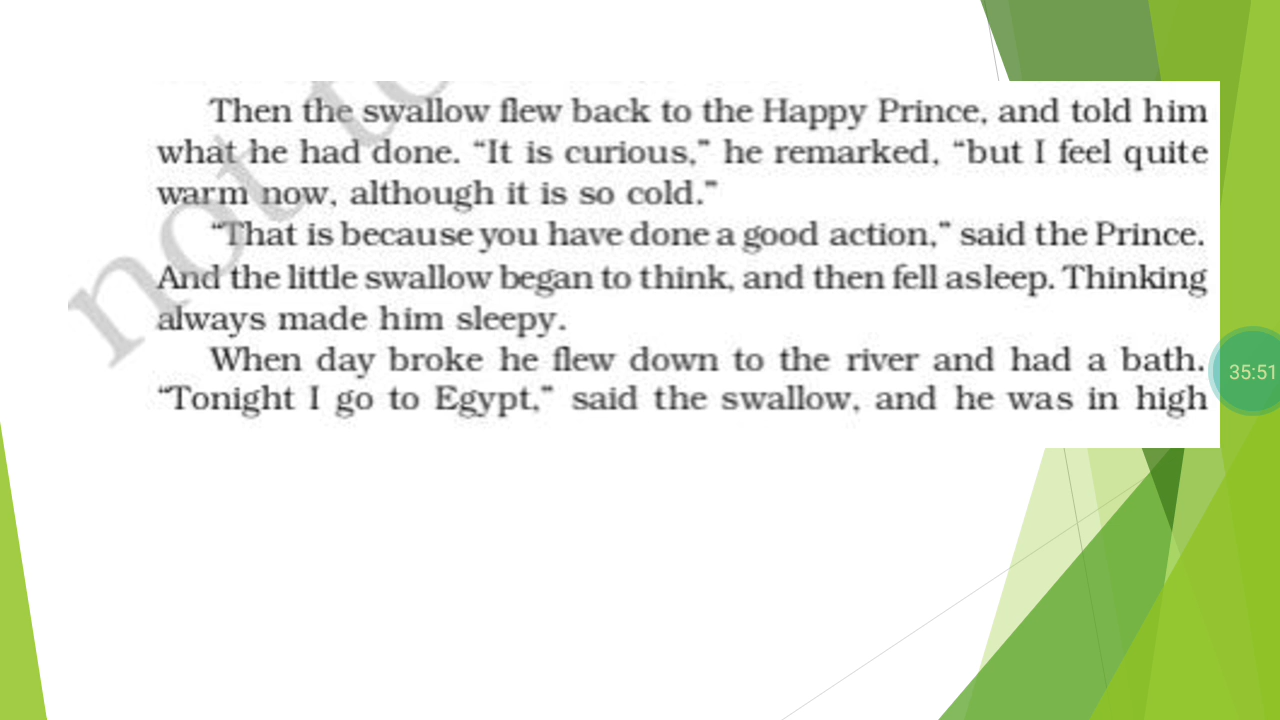 Then the swallow flew back to the Happy Prince, and told him
what he had done. “It is curious,” he remarked, “but I feel quite
warm now, although it is so cold.”
“That is because you have done a good action,” said the Prince.
And the little swallow began to think, and then fell asleep. Thinking
always made him sleepy.
When day broke he flew down to the river and had a bath.
35:51
“Tonight I go to Egypt,” said the swallow, and he was in high
not